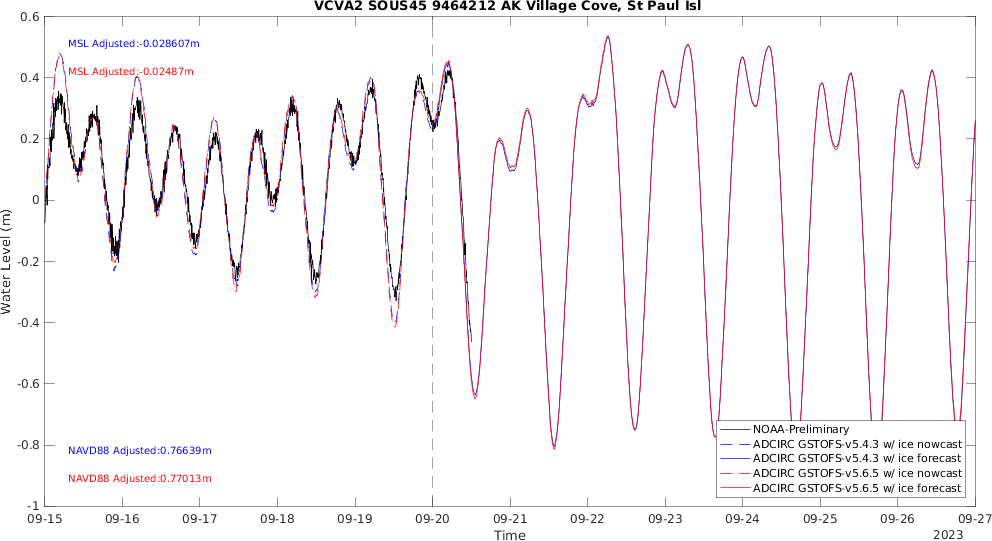 VCVA2 SOUS45 9464212 AK Village Cove, St Paul Isl
0.6
MSL Adjusted:-0.028607m
MSL Adjusted:-0.02487m
0.4
0.2
0
-0.2
-0.4
-0.6
-0.8
-1
Water Level (m)
NAVD88 Adjusted:0.76639m
NAVD88 Adjusted:0.77013m
NOAA-Preliminary
ADCIRC GSTOFS-v5.4.3 w/ ice nowcast
ADCIRC GSTOFS-v5.4.3 w/ ice forecast
ADCIRC GSTOFS-v5.6.5 w/ ice nowcast
ADCIRC GSTOFS-v5.6.5 w/ ice forecast
09-15 09-16 09-17 09-18 09-19 09-20 09-21 09-22 09-23 09-24 09-25 09-26 09-27
Time
2023